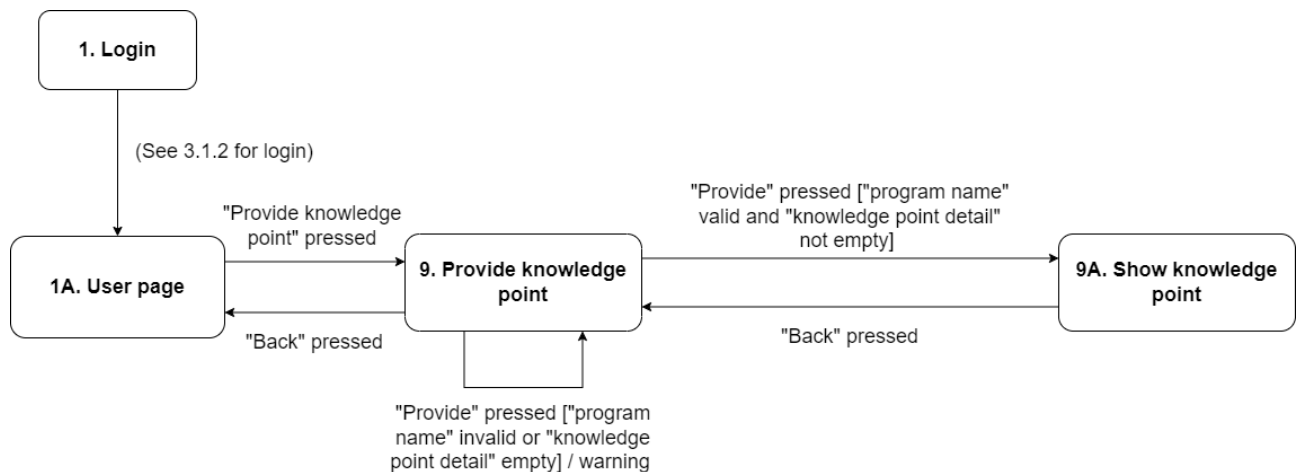 1. Login
(See 3.1.2 for login)
"Provide knowledge
point" pressed
"Provide" pressed ["program name"
valid and "knowledge point detail"
not empty]
1A. User page
9. Provide knowledge
point
9A. Show knowledge
point
"Back" pressed
"Back" pressed
"Provide" pressed ["program
name" invalid or "knowledge
point detail" empty] / warning